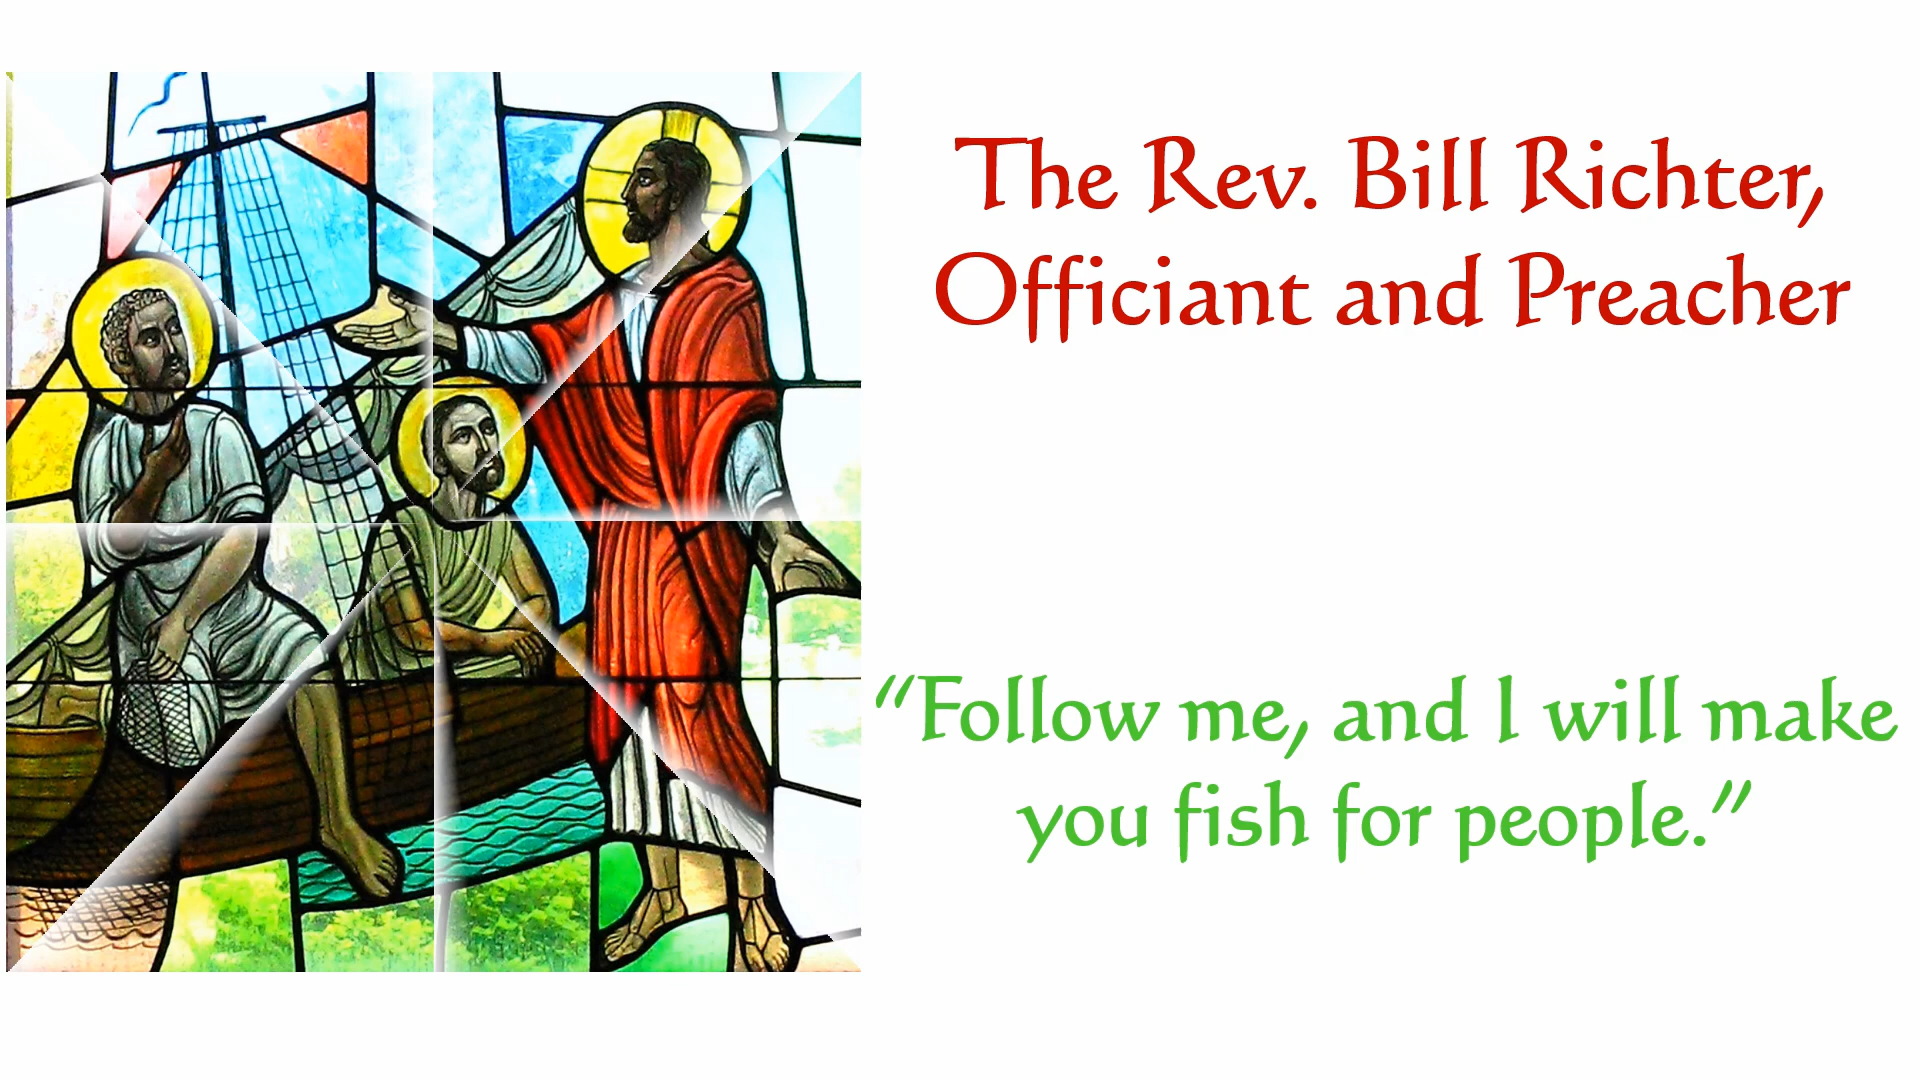 The Rev. Bill Richter,
Officiant and Preacher
“Follow me, and I will make
you fish for people.”